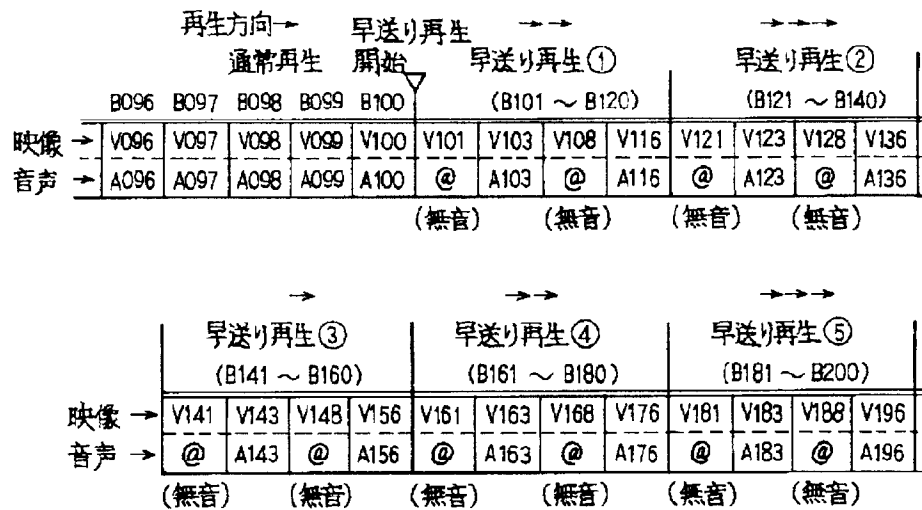 再生方向→ 早送り再生 →→ →→→
通常再生 開始 早送り再生① 早送り再生②
B096 B097 B098 B099 B100 (B101～B120) (B121～B140)
映像→ V096 V097 V098 V099 V100 V101 V103 V108 V116 V121 V123 V128 V136
音声→ A096 A097 A098 A099 A100 @ A103 @ A116 @ A123 @ A136
(無音) (無音) (無音) (無音)
→ →→ →→→
早送り再生③ 早送り再生④ 早送り再生⑤
(B141～B160) (B161～B180) (B181～B200)
映像→ V141 V143 V148 V156 V161 V163 V168 V176 V181 V183 V188 V196
音声→ @ A143 @ A156 @ A163 @ A176 @ A183 @ A196
(無音) (無音) (無音) (無音) (無音) (無音)